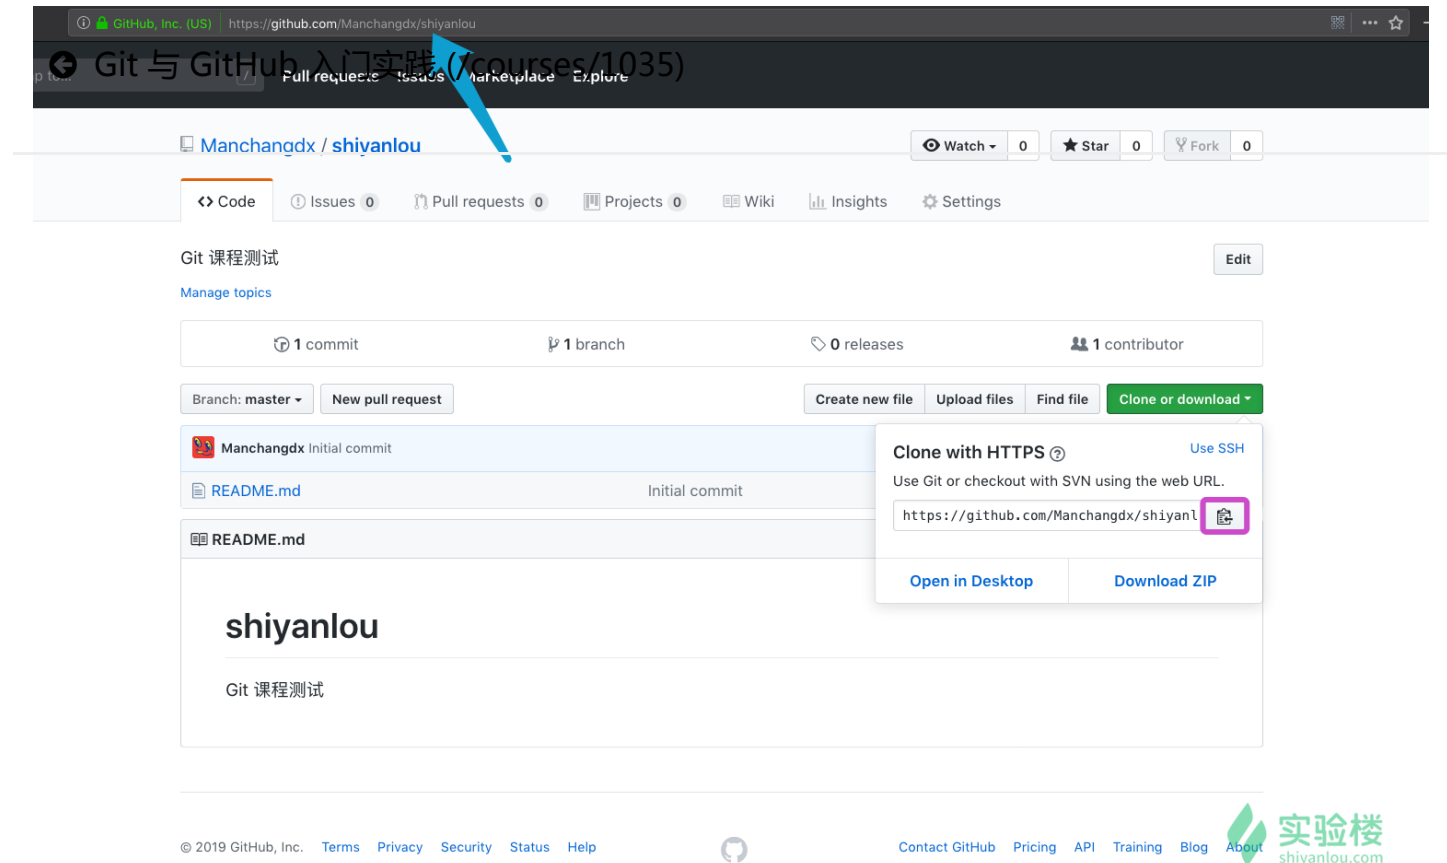 GitHub, Inc. (US) https://github.com/Manchangdx/shiyanlou
Git 与 GitHub 入门实践 (/courses/1035)
p to... / Pull requests Issues Marketplace Explore
Manchangdx / shiyanlou Watch 0 Star 0 Fork 0
Code Issues 0 Pull requests 0 Projects 0 Wiki Insights Settings
Git 课程测试 Edit
Manage topics
1 commit 1 branch 0 releases 1 contributor
Branch: master New pull request Create new file Upload files Find file Clone or download
Manchangdx Initial commit
README.md Initial commit
Clone with HTTPS Use SSH
Use Git or checkout with SVN using the web URL.
https://github.com/Manchangdx/shiyanl
Open in Desktop Download ZIP
README.md
shiyanlou
Git 课程测试
© 2019 GitHub, Inc. Terms Privacy Security Status Help Contact GitHub Pricing API Training Blog About
实验楼
shiyanlou.com